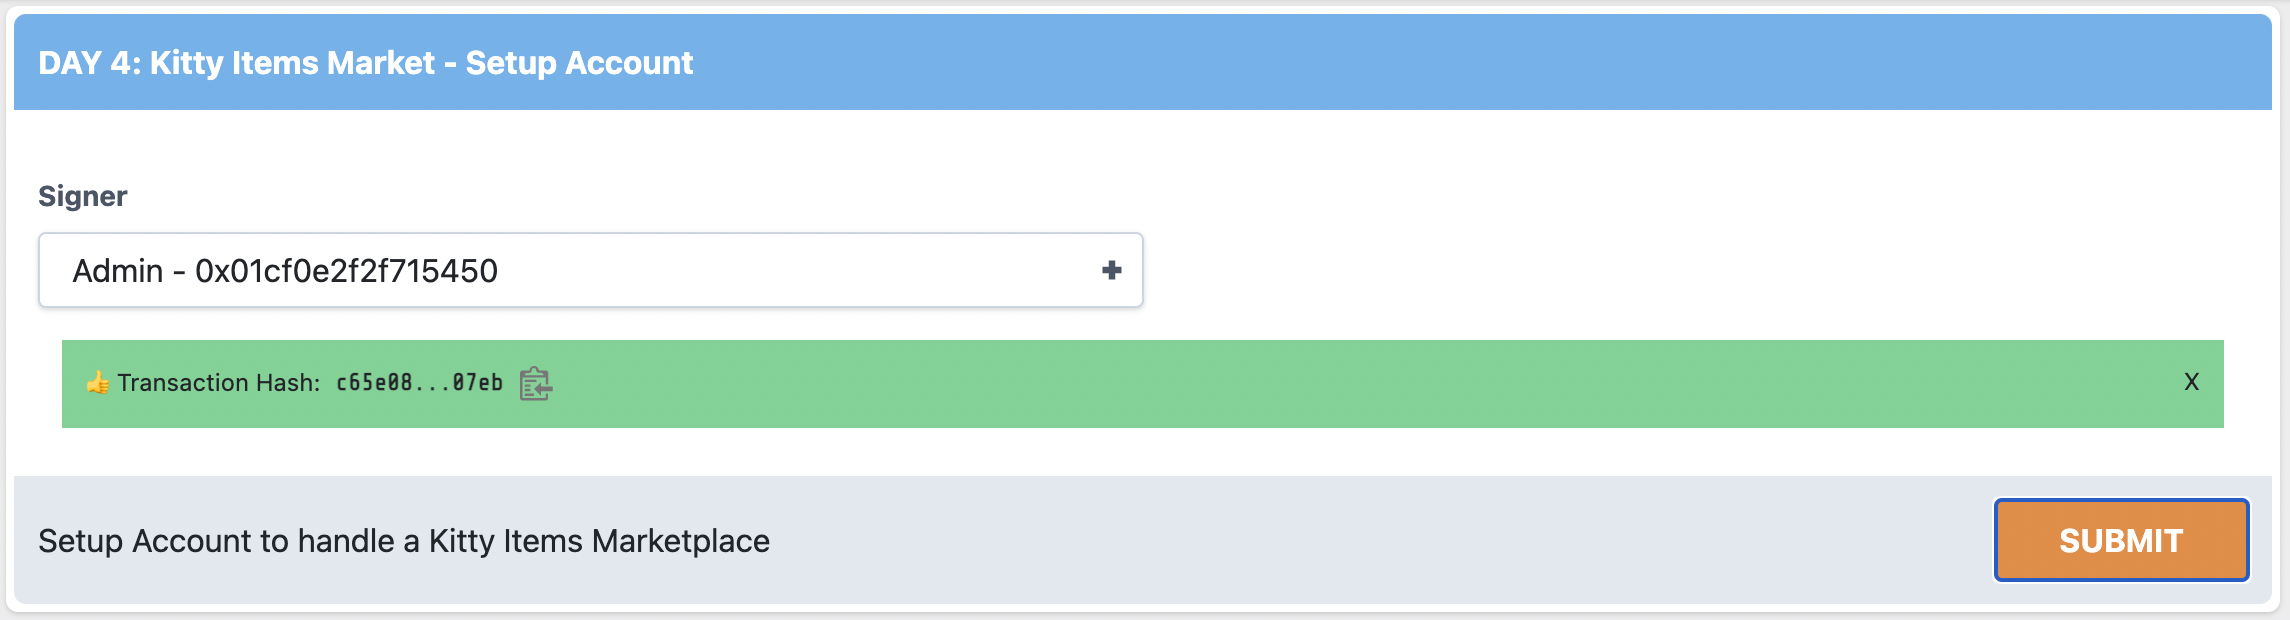 DAY 4: Kitty Items Market - Setup Account
Signer
Admin - 0x01cf0e2f2f715450
👍 Transaction Hash: c65e08...07eb X
Setup Account to handle a Kitty Items Marketplace SUBMIT